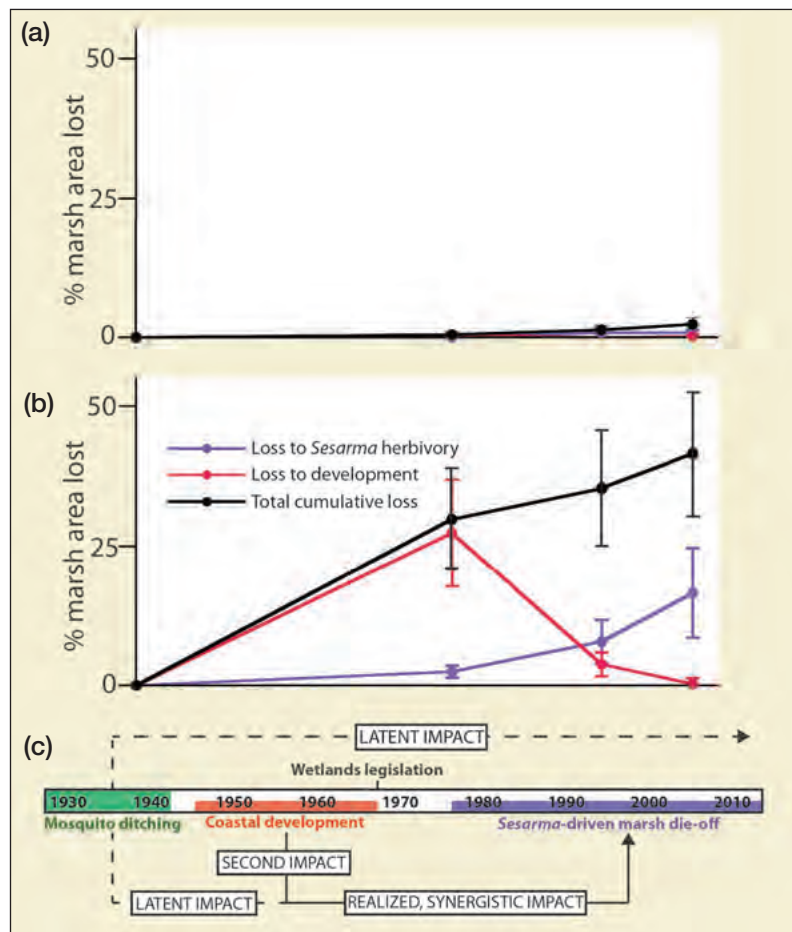 (a)
50
25
0
% marsh area lost
(b)
50
25
0
% marsh area lost
Loss to Sesarma herbivory
Loss to development
Total cumulative loss
(c)
LATENT IMPACT
Wetlands legislation
1930 1940 1950 1960 1970 1980 1990 2000 2010
Mosquito ditching Coastal development Sesarma-driven marsh die-off
SECOND IMPACT
LATENT IMPACT REALIZED, SYNERGISTIC IMPACT